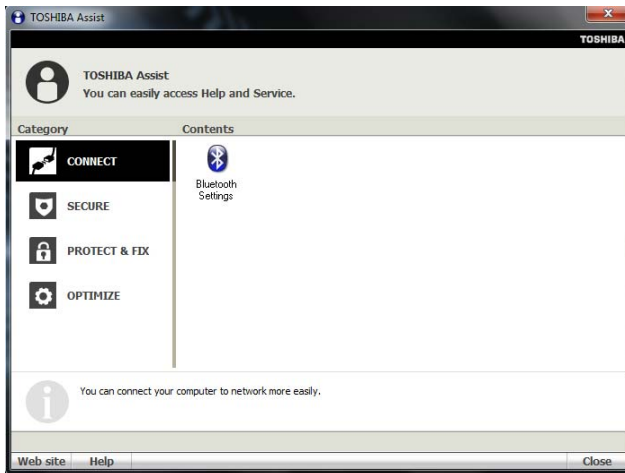 TOSHIBA Assist
TOSHIBA
TOSHIBA Assist
You can easily access Help and Service.
Category
Contents
CONNECT
Bluetooth
Settings
SECURE
PROTECT & FIX
OPTIMIZE
You can connect your computer to network more easily.
Web site
Help
Close